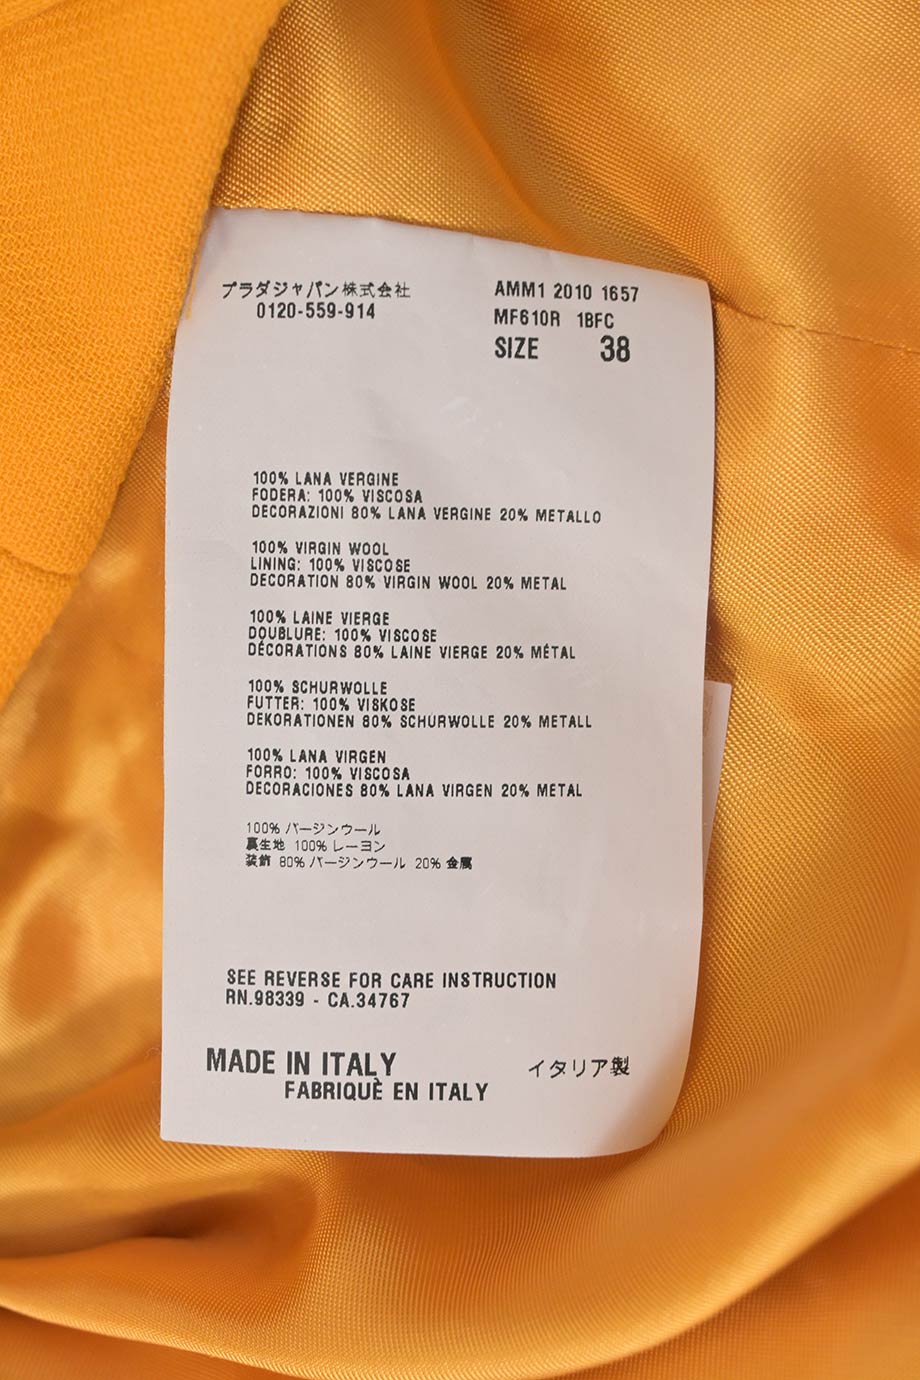 プラダジャパン株式会社
0120-559-914
AMM1 2010 1657
MF610R 1BFC
SIZE 38
100% LANA VERGINE
FODERA: 100% VISCOSA
DECORAZIONI 80% LANA VERGINE 20% METALLO
100% VIRGIN WOOL
LINING: 100% VISCOSE
DECORATION 80% VIRGIN WOOL 20% METAL
100% LAINE VIERGE
DOUBLURE: 100% VISCOSE
DÉCORATIONS 80% LAINE VIERGE 20% MÉTAL
100% SCHURWOLLE
FUTTER: 100% VISKOSE
DEKORATIONEN 80% SCHURWOLLE 20% METALL
100% LANA VIRGEN
FORRO: 100% VISCOSA
DECORACIONES 80% LANA VIRGEN 20% METAL
100% バージンウール
裏生地 100% レーヨン
装飾 80% バージンウール 20% 金属
SEE REVERSE FOR CARE INSTRUCTION
RN.98339 - CA.34767
MADE IN ITALY
FABRIQUÈ EN ITALY
イタリア製